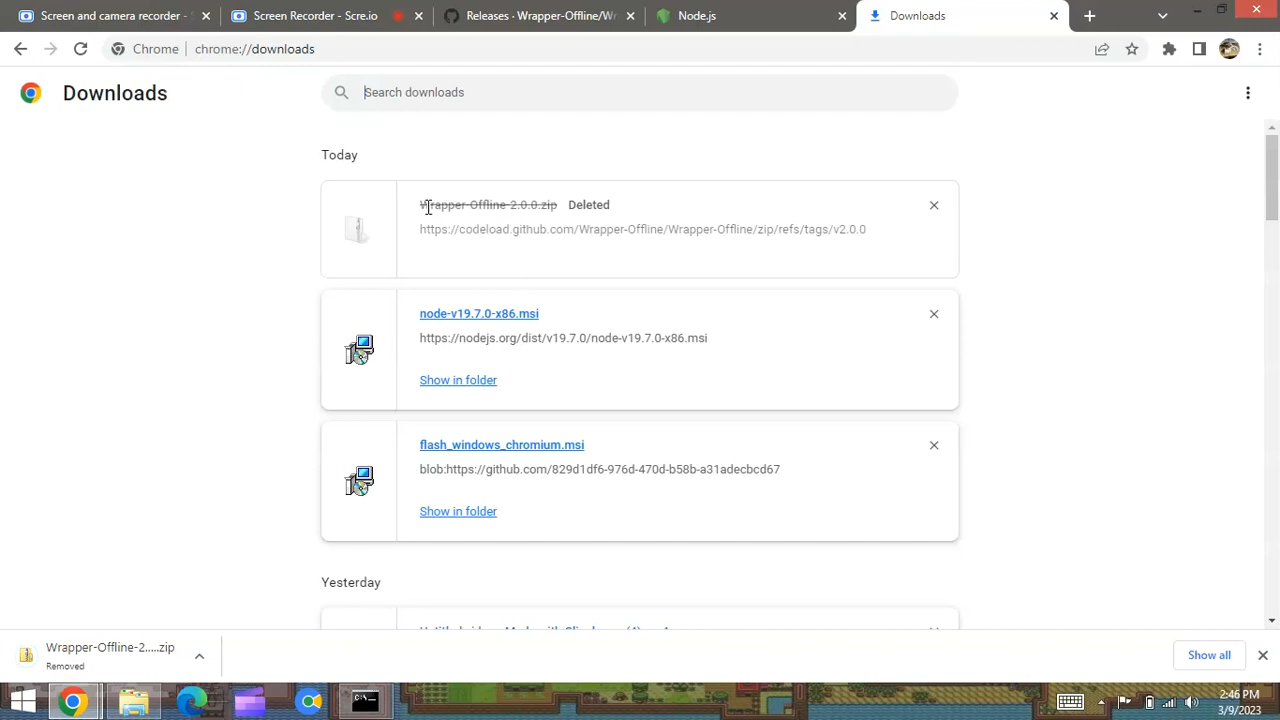 Screen and camera recorder - S
Screen Recorder - Scre.io
Releases · Wrapper-Offline/W
Node.js
Downloads
Chrome
chrome://downloads
Downloads
Search downloads
Today
Wrapper-Offline-2.0.0.zip Deleted
https://codeload.github.com/Wrapper-Offline/Wrapper-Offline/zip/refs/tags/v2.0.0
node-v19.7.0-x86.msi
https://nodejs.org/dist/v19.7.0/node-v19.7.0-x86.msi
Show in folder
flash_windows_chromium.msi
blob:https://github.com/829d1df6-976d-470d-b58b-a31adecbcd67
Show in folder
Yesterday
Wrapper-Offline-2.....zip
Removed
Show all
2:46 PM
3/9/2023